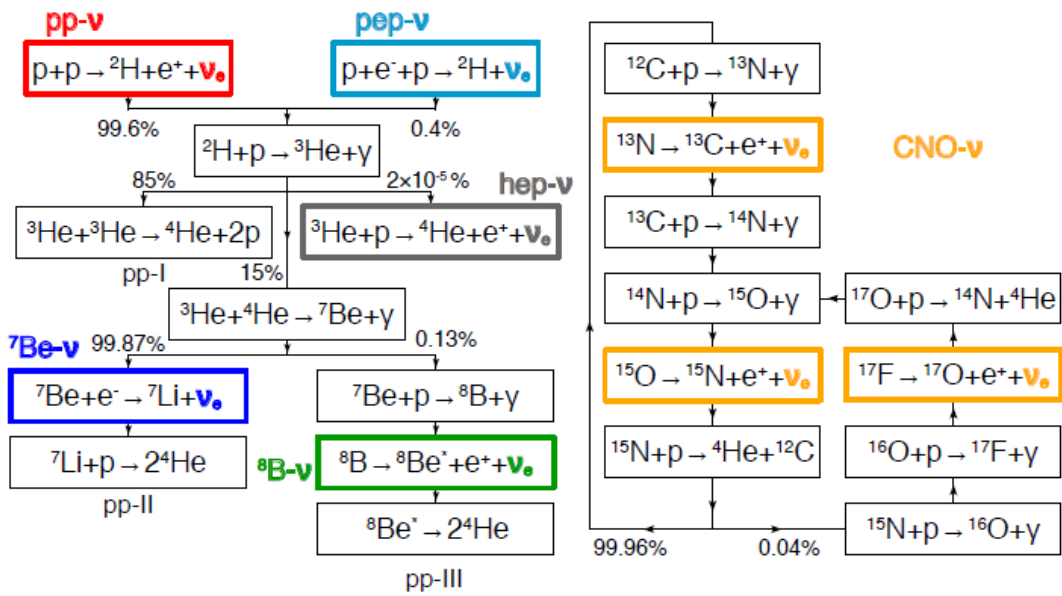 pp-ν
pep-ν
p+p→²H+e⁺+νₑ
p+e⁻+p→²H+νₑ
99.6%
0.4%
²H+p→³He+γ
85%
2×10⁻⁵%
hep-ν
³He+³He→⁴He+2p
³He+p→⁴He+e⁺+νₑ
pp-I
15%
³He+⁴He→⁷Be+γ
⁷Be-ν
99.87%
0.13%
⁷Be+e⁻→⁷Li+νₑ
⁷Be+p→⁸B+γ
⁷Li+p→2⁴He
⁸B-ν
⁸B→⁸Be*+e⁺+νₑ
pp-II
⁸Be*→2⁴He
pp-III
¹²C+p→¹³N+γ
¹³N→¹³C+e⁺+νₑ
CNO-ν
¹³C+p→¹⁴N+γ
¹⁴N+p→¹⁵O+γ
¹⁷O+p→¹⁴N+⁴He
¹⁵O→¹⁵N+e⁺+νₑ
¹⁷F→¹⁷O+e⁺+νₑ
¹⁵N+p→⁴He+¹²C
¹⁶O+p→¹⁷F+γ
¹⁵N+p→¹⁶O+γ
99.96%
0.04%